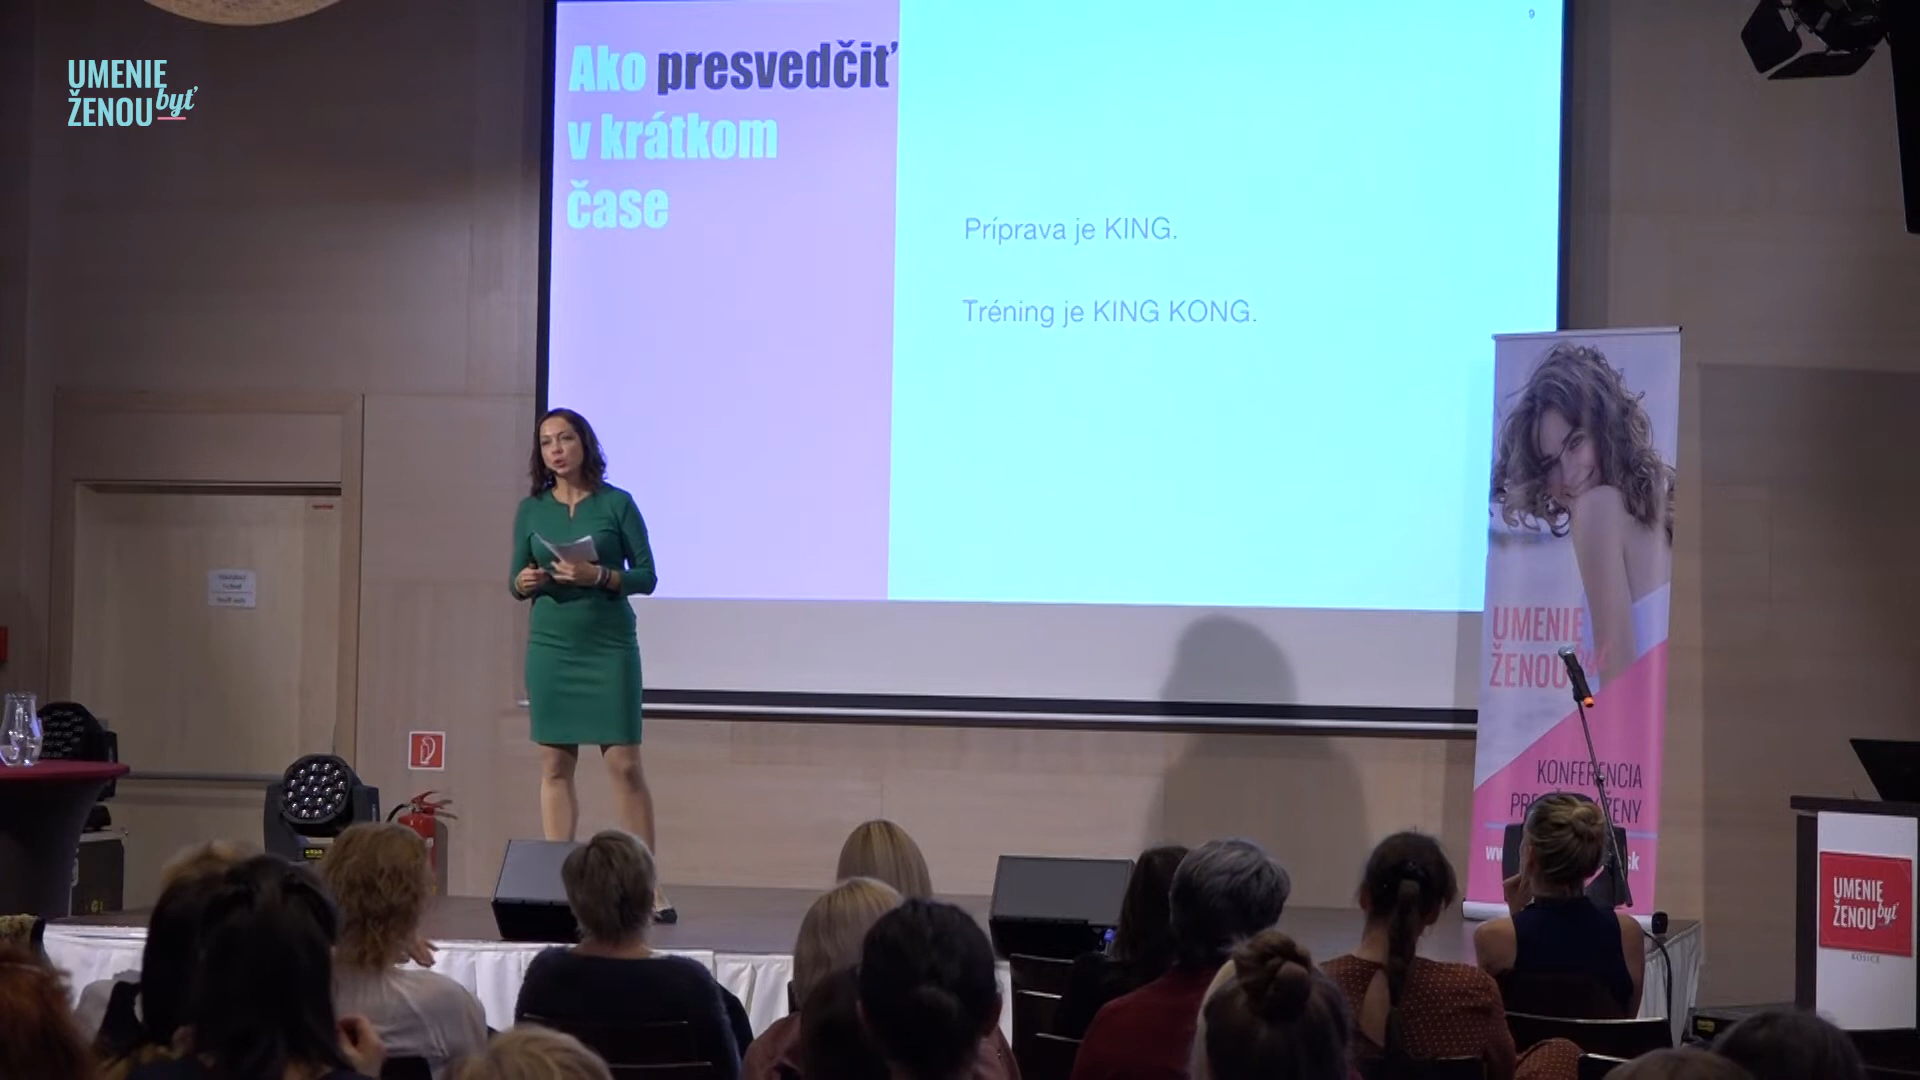 UMENIE
byť
ŽENOU
9
Ako presvedčiť
v krátkom
čase
Príprava je KING.
Tréning je KING KONG.
UMENIE
ŽENOU
KONFERENCIA
ŽENY
UMENIE
byť
ŽENOU
KOŠICE